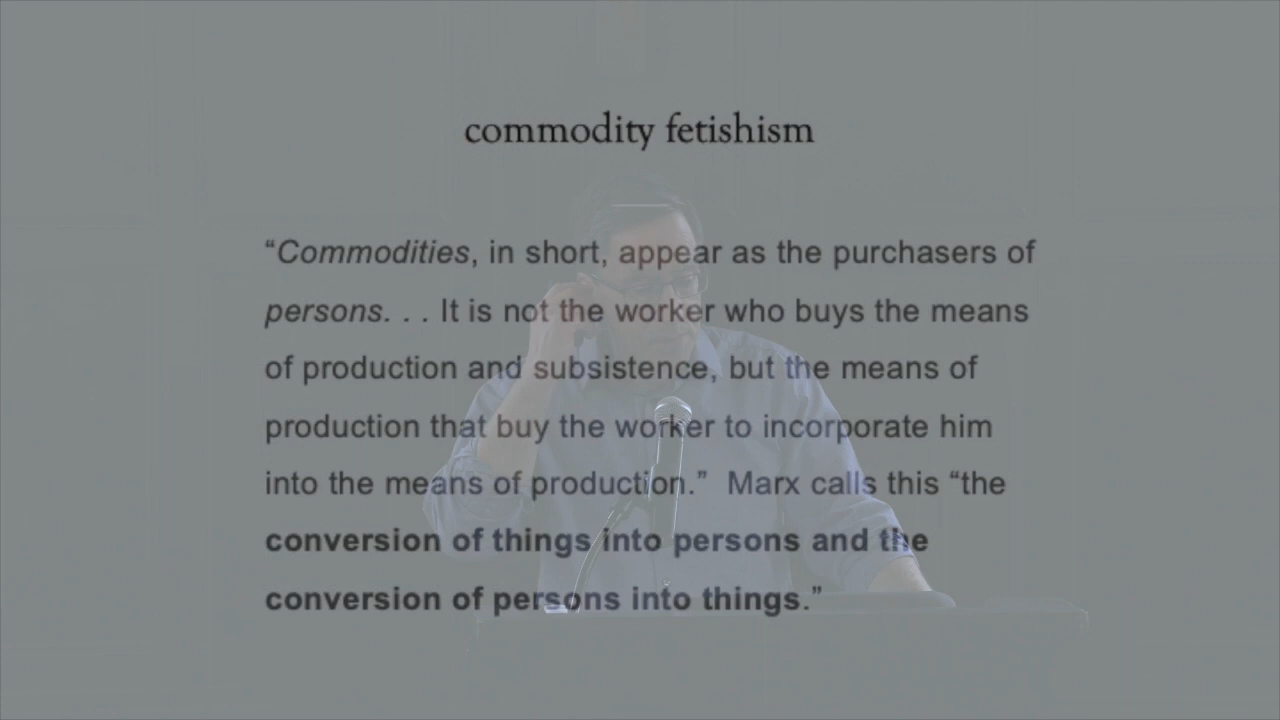 commodity fetishism
“Commodities, in short, appear as the purchasers of
persons. . . It is not the worker who buys the means
of production and subsistence, but the means of
production that buy the worker to incorporate him
into the means of production.”  Marx calls this “the
conversion of things into persons and the
conversion of persons into things.”